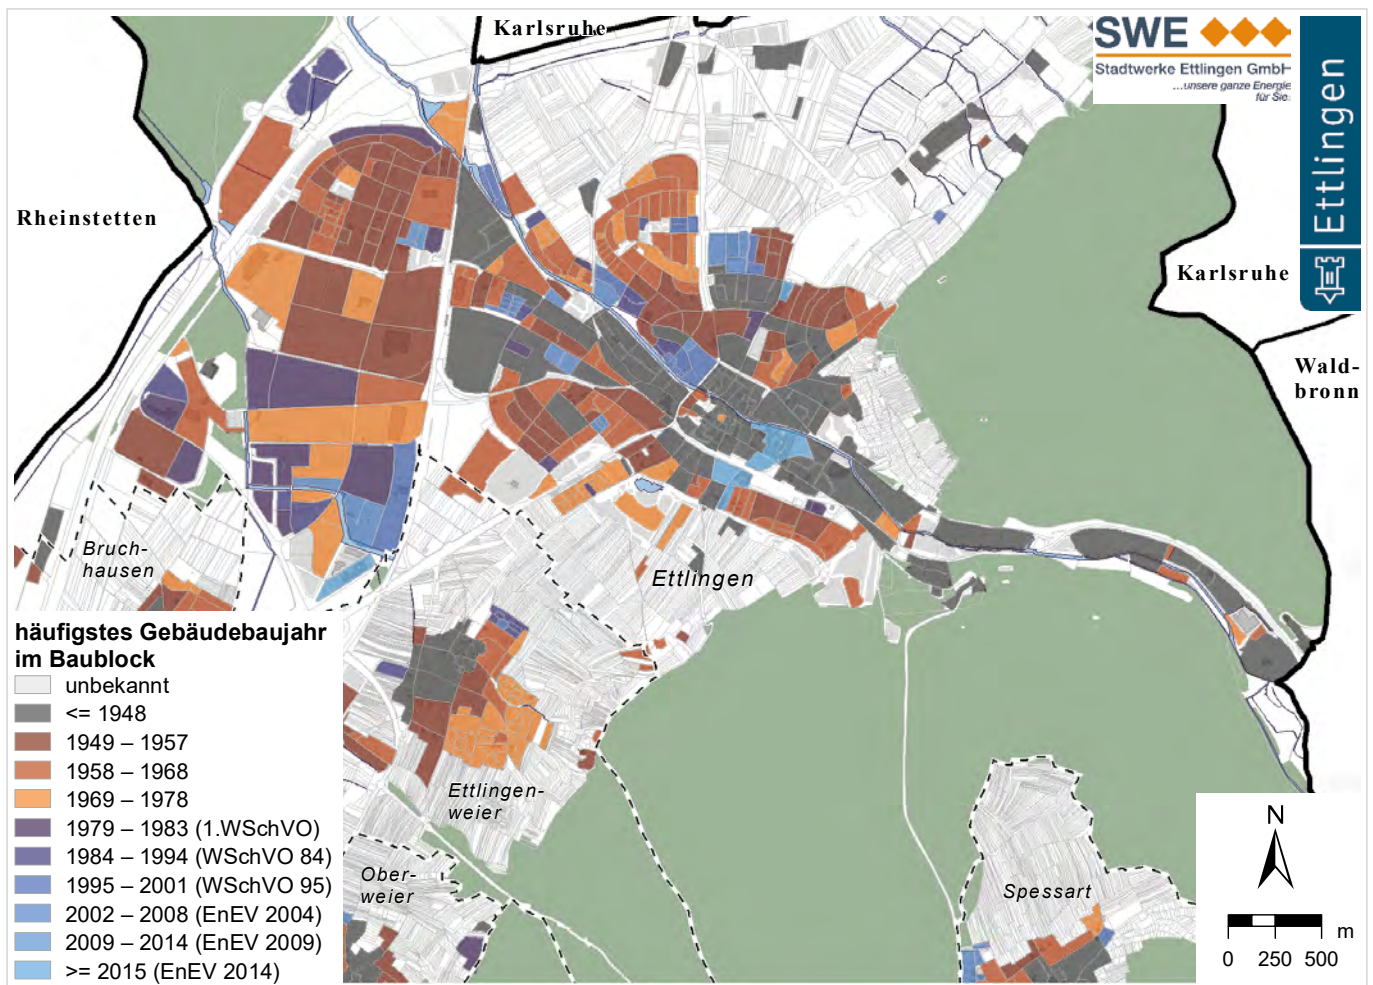 Karlsruhe
SWE
Stadtwerke Ettlingen GmbH
...unsere ganze Energie
für Sie.
Ettlingen
Rheinstetten
Karlsruhe
Wald-
bronn
Bruch-
hausen
Ettlingen
häufigstes Gebäudebaujahr
im Baublock
unbekannt
<= 1948
1949 – 1957
1958 – 1968
1969 – 1978
1979 – 1983 (1.WSchVO)
1984 – 1994 (WSchVO 84)
1995 – 2001 (WSchVO 95)
2002 – 2008 (EnEV 2004)
2009 – 2014 (EnEV 2009)
>= 2015 (EnEV 2014)
Ettlingen-
weier
Ober-
weier
Spessart
N
m
0 250 500